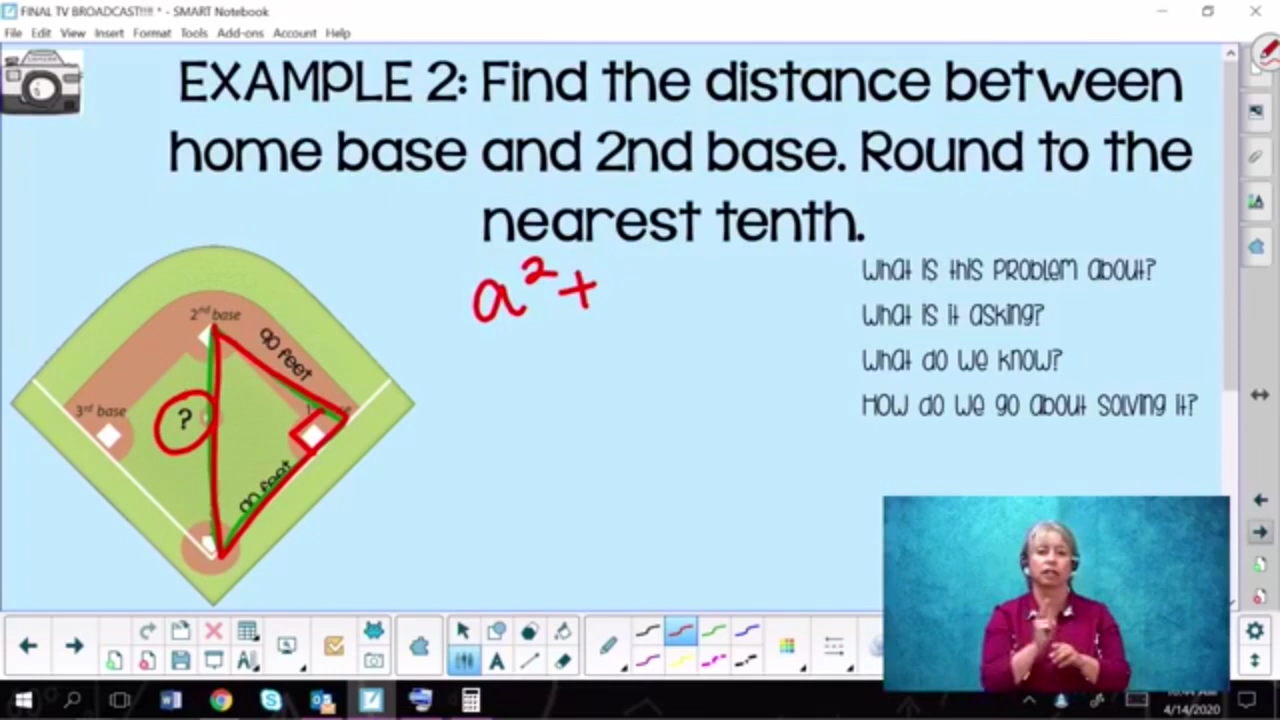 FINAL TV BROADCAST!!!! * - SMART Notebook
File Edit View Insert Format Tools Add-ons Account Help
EXAMPLE 2: Find the distance between
home base and 2nd base. Round to the
nearest tenth.
a² +
What is this problem about?
What is it asking?
What do we know?
How do we go about solving it?
2nd base
90 feet
3rd base
?
90 feet
4/14/2020